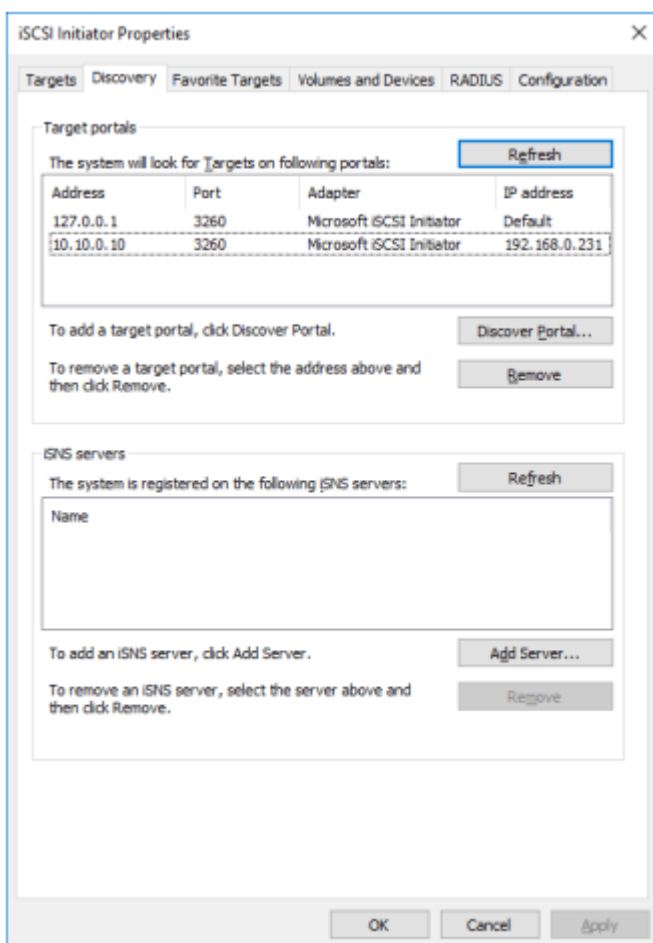 iSCSI Initiator Properties
Targets Discovery Favorite Targets Volumes and Devices RADIUS Configuration
Target portals
The system will look for Targets on following portals:
Refresh
Address Port Adapter IP address
127.0.0.1 3260 Microsoft iSCSI Initiator Default
10.10.0.10 3260 Microsoft iSCSI Initiator 192.168.0.231
To add a target portal, click Discover Portal.
Discover Portal...
To remove a target portal, select the address above and
then click Remove.
Remove
iSNS servers
The system is registered on the following iSNS servers:
Refresh
Name
To add an iSNS server, click Add Server.
Add Server...
To remove an iSNS server, select the server above and
then click Remove.
Remove
OK Cancel Apply